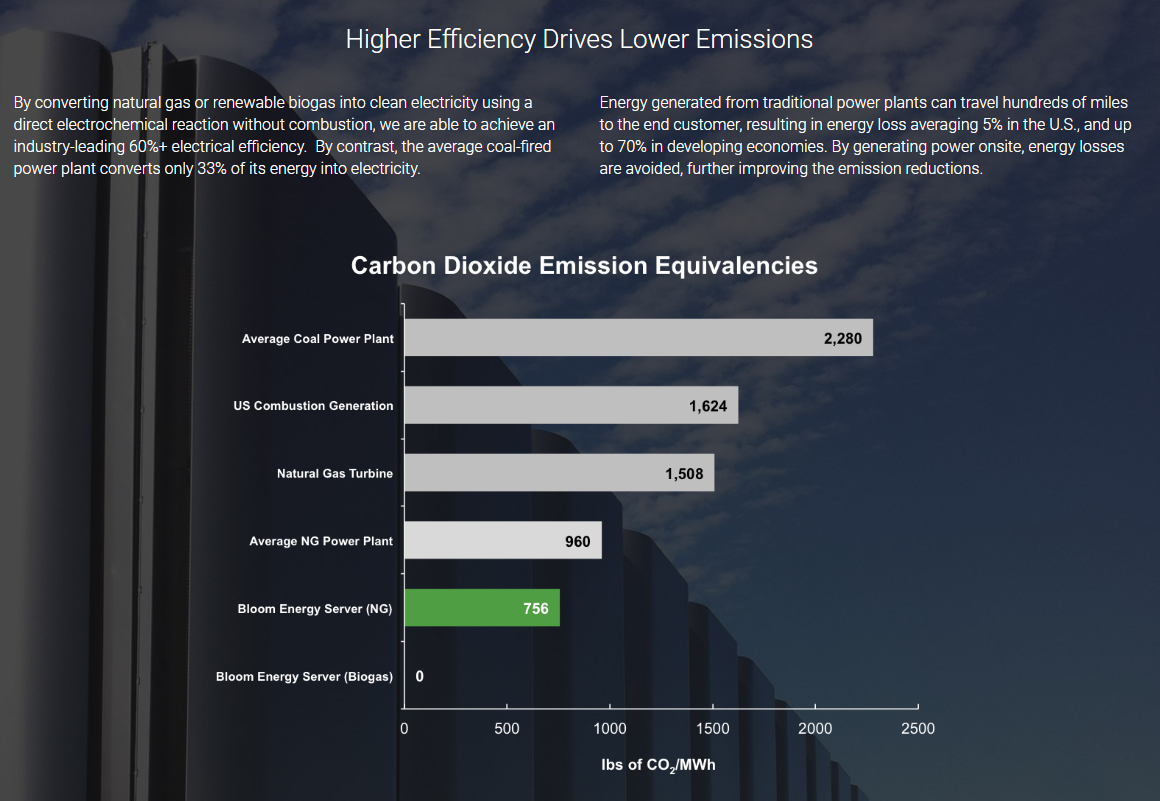 Higher Efficiency Drives Lower Emissions
By converting natural gas or renewable biogas into clean electricity using a
direct electrochemical reaction without combustion, we are able to achieve an
industry-leading 60%+ electrical efficiency.  By contrast, the average coal-fired
power plant converts only 33% of its energy into electricity.
Energy generated from traditional power plants can travel hundreds of miles
to the end customer, resulting in energy loss averaging 5% in the U.S., and up
to 70% in developing economies. By generating power onsite, energy losses
are avoided, further improving the emission reductions.
Carbon Dioxide Emission Equivalencies
Average Coal Power Plant 2,280
US Combustion Generation 1,624
Natural Gas Turbine 1,508
Average NG Power Plant 960
Bloom Energy Server (NG) 756
Bloom Energy Server (Biogas) 0
0 500 1000 1500 2000 2500
lbs of CO₂/MWh